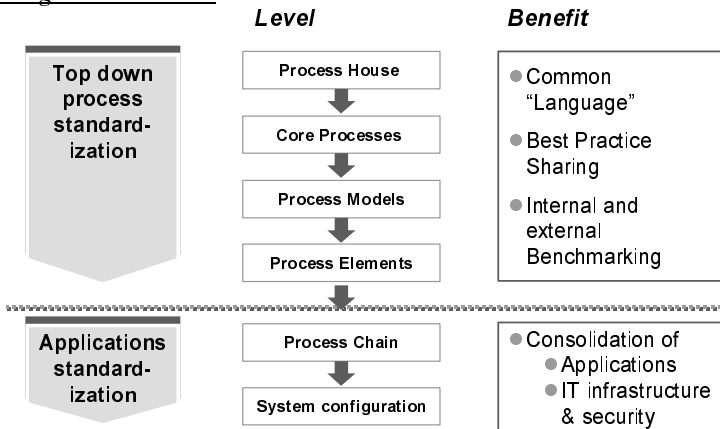 Level
Benefit
Top down
process
standard-
ization
Process House
Core Processes
Process Models
Process Elements
Common
“Language”
Best Practice
Sharing
Internal and
external
Benchmarking
Applications
standard-
ization
Process Chain
System configuration
Consolidation of
Applications
IT infrastructure
& security